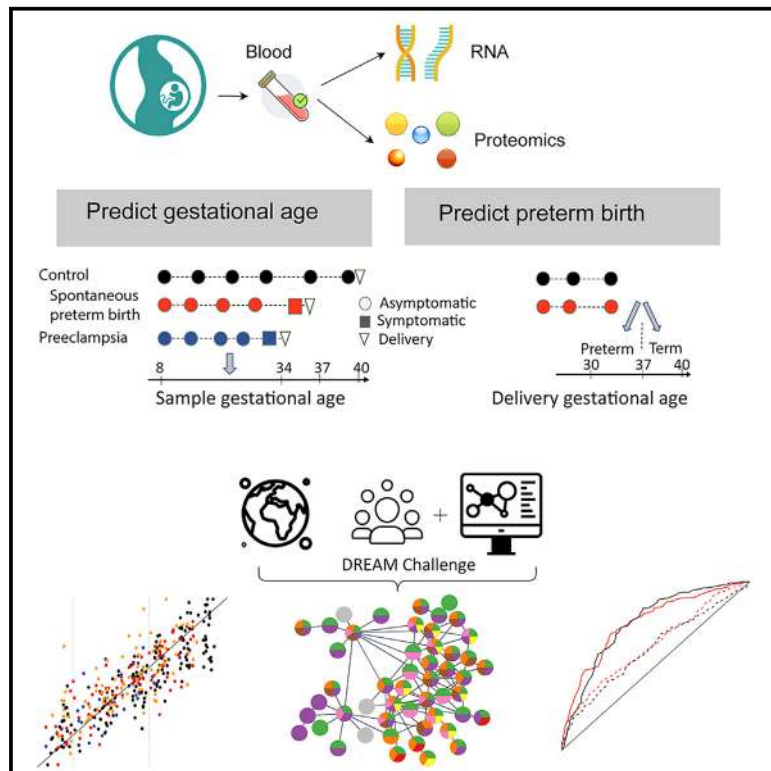 Blood
RNA
Proteomics
Predict gestational age
Predict preterm birth
Control
Spontaneous
preterm birth
Preeclampsia
Asymptomatic
Symptomatic
Delivery
8 34 37 40
Sample gestational age
Preterm Term
30 37 40
Delivery gestational age
+
DREAM Challenge